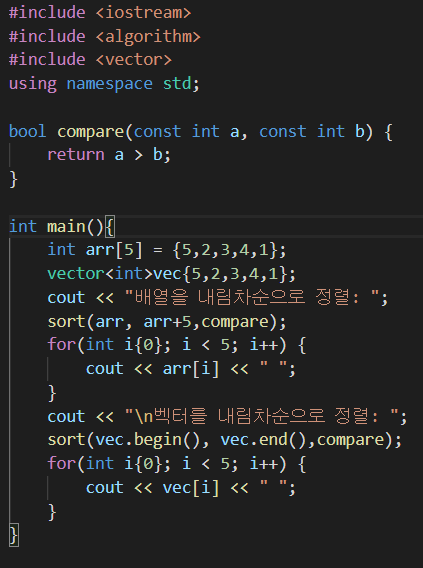 #include <iostream>
#include <algorithm>
#include <vector>
using namespace std;
bool compare(const int a, const int b) {
return a > b;
}
int main(){
int arr[5] = {5,2,3,4,1};
vector<int>vec{5,2,3,4,1};
cout << "배열을 내림차순으로 정렬: ";
sort(arr, arr+5,compare);
for(int i{0}; i < 5; i++) {
cout << arr[i] << " ";
}
cout << "\n벡터를 내림차순으로 정렬: ";
sort(vec.begin(), vec.end(),compare);
for(int i{0}; i < 5; i++) {
cout << vec[i] << " ";
}
}